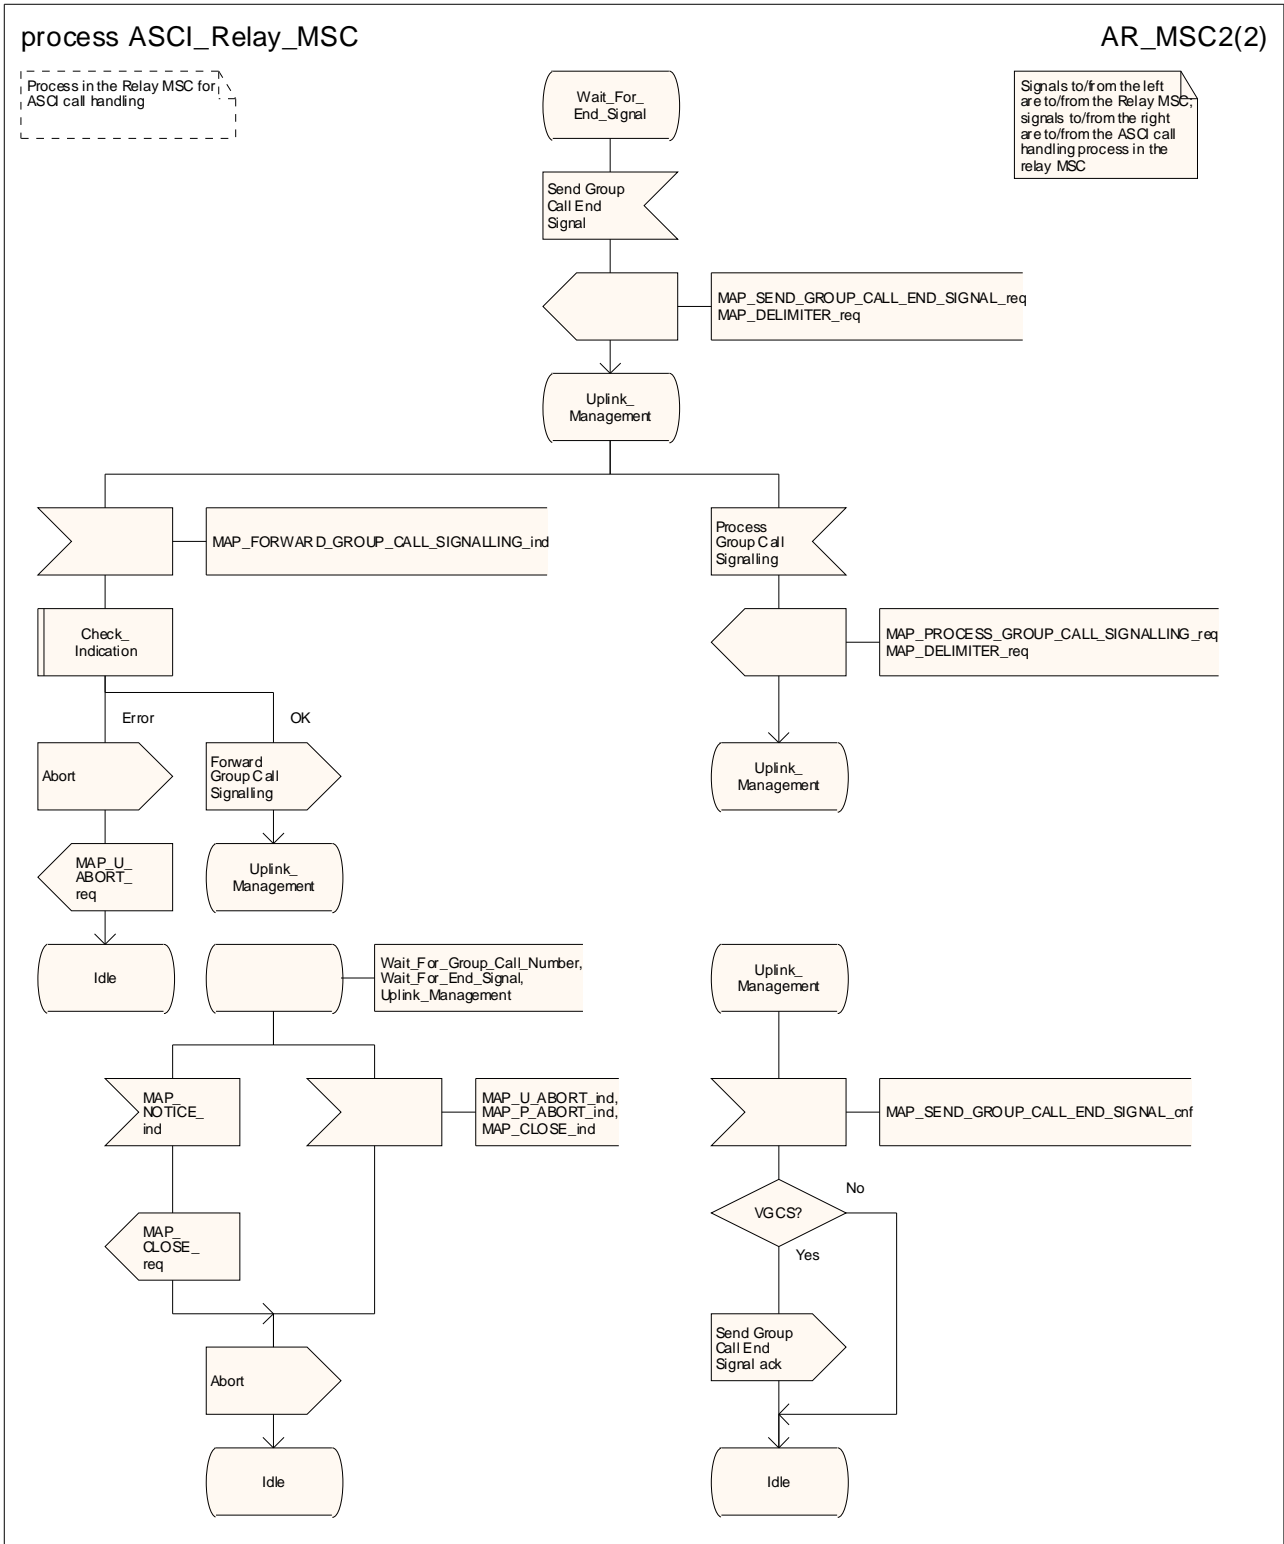 process ASCI_Relay_MSC
AR_MSC2(2)
Process in the Relay MSC for
ASCI call handling
Signals to/from the left
are to/from the Relay MSC;
signals to/from the right
are to/from the ASCI call
handling process in the
relay MSC
Wait_For_
End_Signal
Send Group
Call End
Signal
MAP_SEND_GROUP_CALL_END_SIGNAL_req
MAP_DELIMITER_req
Uplink_
Management
MAP_FORWARD_GROUP_CALL_SIGNALLING_ind
Process
Group Call
Signalling
Check_
Indication
MAP_PROCESS_GROUP_CALL_SIGNALLING_req
MAP_DELIMITER_req
Error
OK
Abort
Forward
Group Call
Signalling
Uplink_
Management
MAP_U_
ABORT_
req
Uplink_
Management
Idle
Wait_For_Group_Call_Number,
Wait_For_End_Signal,
Uplink_Management
Uplink_
Management
MAP_
NOTICE_
ind
MAP_U_ABORT_ind,
MAP_P_ABORT_ind,
MAP_CLOSE_ind
MAP_SEND_GROUP_CALL_END_SIGNAL_cnf
No
VGCS?
Yes
MAP_
CLOSE_
req
Send Group
Call End
Signal ack
Abort
Idle
Idle